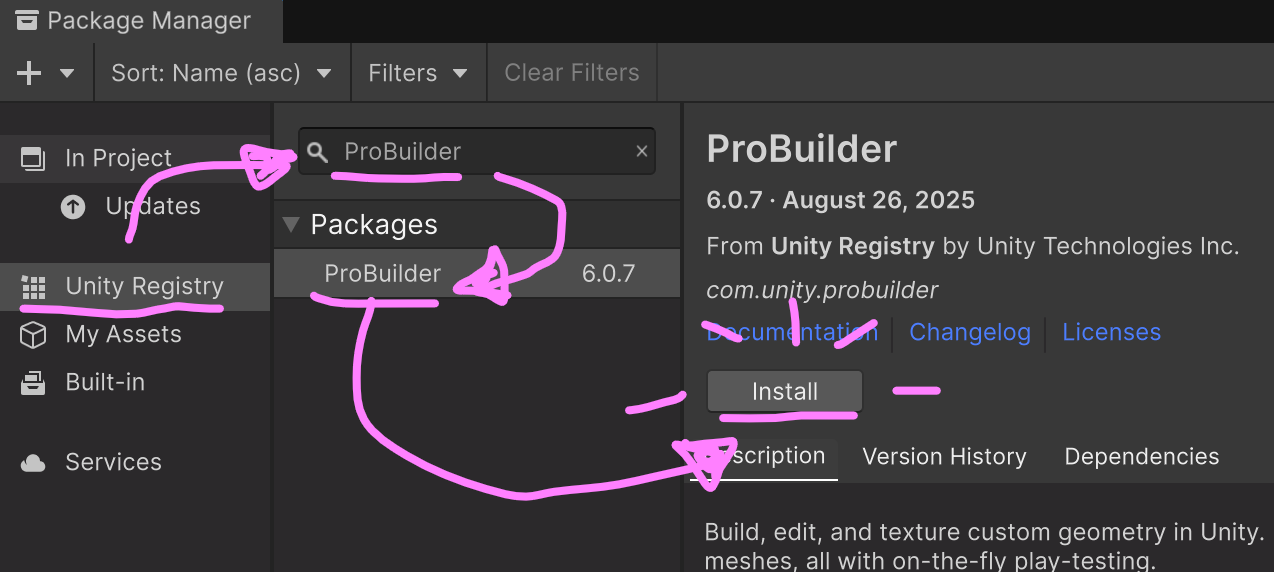 Package Manager
Sort: Name (asc) Filters Clear Filters
In Project
Updates
Unity Registry
My Assets
Built-in
Services
ProBuilder ×
Packages
ProBuilder 6.0.7
ProBuilder
6.0.7 · August 26, 2025
From Unity Registry by Unity Technologies Inc.
com.unity.probuilder
Documentation Changelog Licenses
Install
Description Version History Dependencies
Build, edit, and texture custom geometry in Unity.
meshes, all with on-the-fly play-testing.